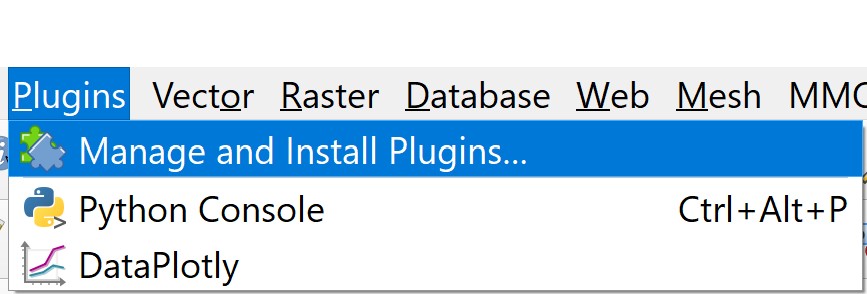 Plugins Vector Raster Database Web Mesh MMC
Manage and Install Plugins...
Python Console Ctrl+Alt+P
DataPlotly